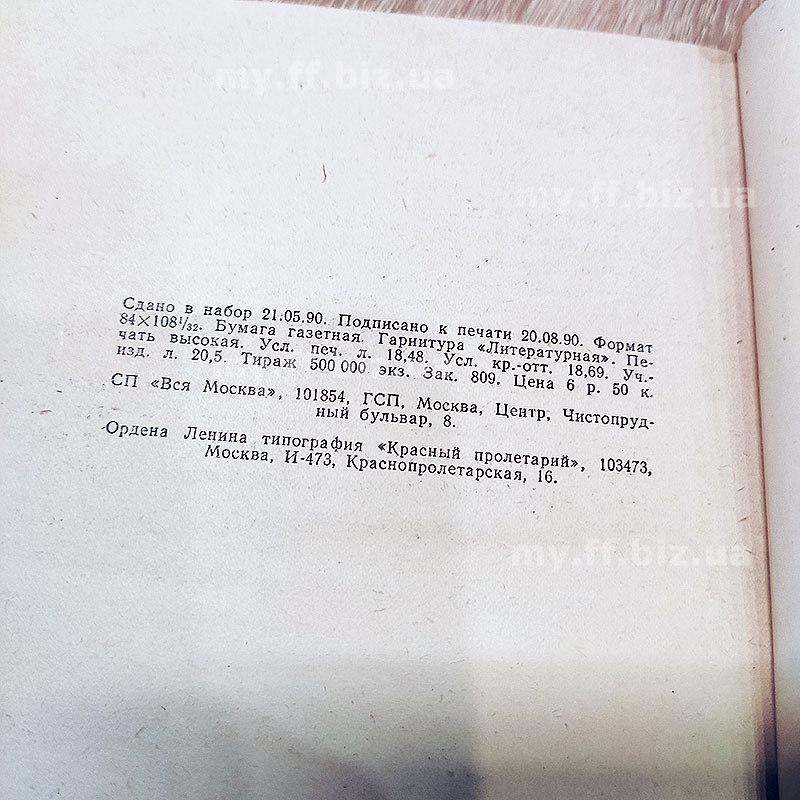 my.ff.biz.ua
my.ff.biz.ua
Сдано в набор 21.05.90. Подписано к печати 20.08.90. Формат
84×108¹/₃₂. Бумага газетная. Гарнитура «Литературная». Пе-
чать высокая. Усл. печ. л. 18,48. Усл. кр.-отт. 18,69. Уч.-
изд. л. 20,5. Тираж 500 000 экз. Зак. 809. Цена 6 р. 50 к.
СП «Вся Москва», 101854, ГСП, Москва, Центр, Чистопруд-
ный бульвар, 8.
Ордена Ленина типография «Красный пролетарий», 103473,
Москва, И-473, Краснопролетарская, 16.
my.ff.biz.ua